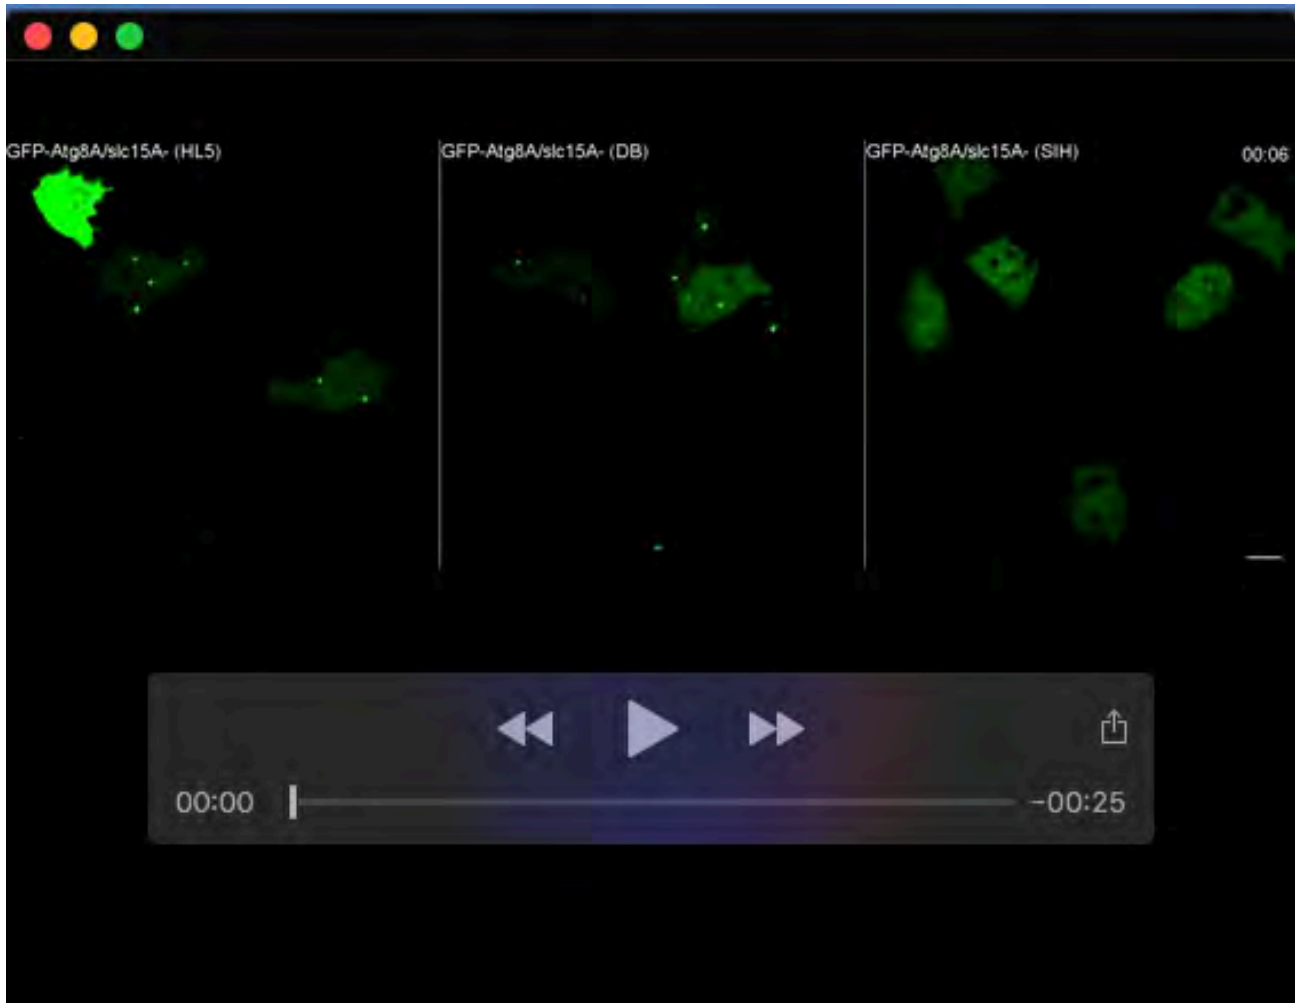 GFP-Atg8A/slc15A- (HL5)
GFP-Atg8A/slc15A- (DB)
GFP-Atg8A/slc15A- (SIH)
00:06
00:00
-00:25